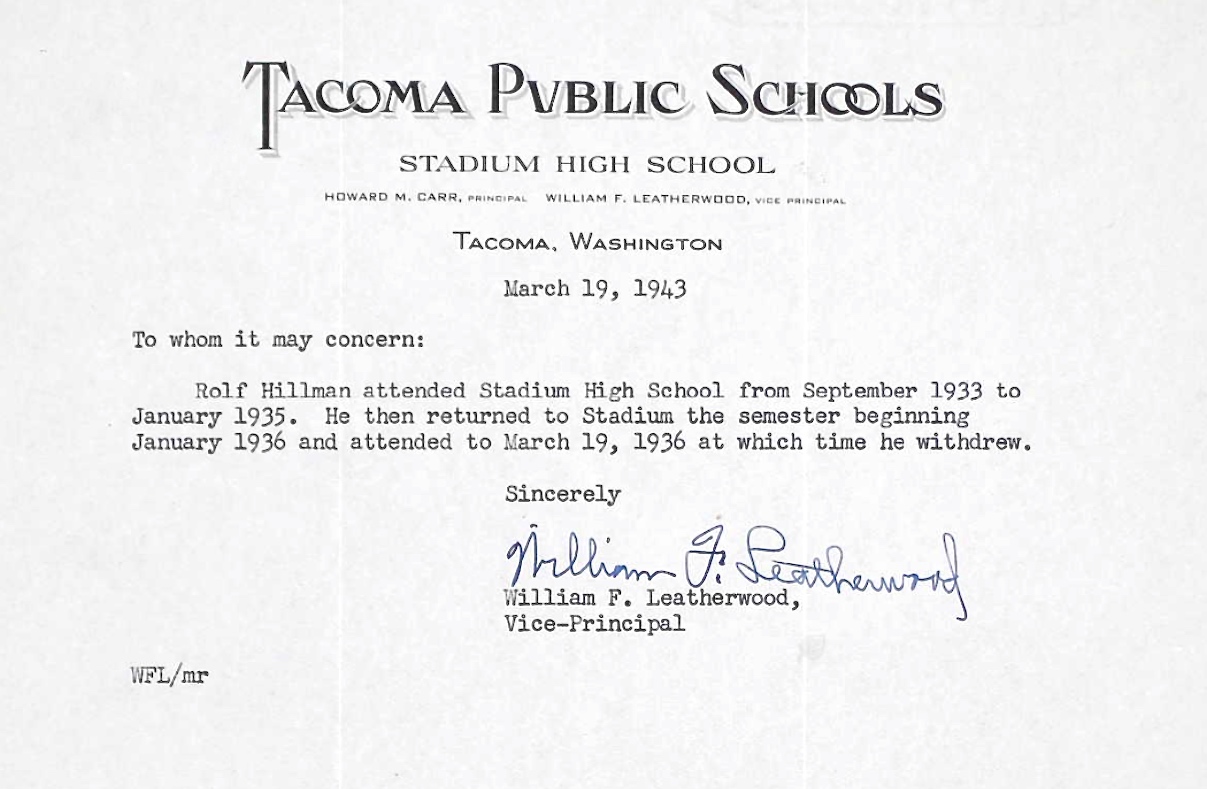 TACOMA PVBLIC SCHOOLS
STADIUM HIGH SCHOOL
HOWARD M. CARR, PRINCIPAL WILLIAM F. LEATHERWOOD, VICE PRINCIPAL
TACOMA, WASHINGTON
March 19, 1943
To whom it may concern:
Rolf Hillman attended Stadium High School from September 1933 to
January 1935. He then returned to Stadium the semester beginning
January 1936 and attended to March 19, 1936 at which time he withdrew.
Sincerely
William F. Leatherwood
William F. Leatherwood,
Vice-Principal
WFL/mr